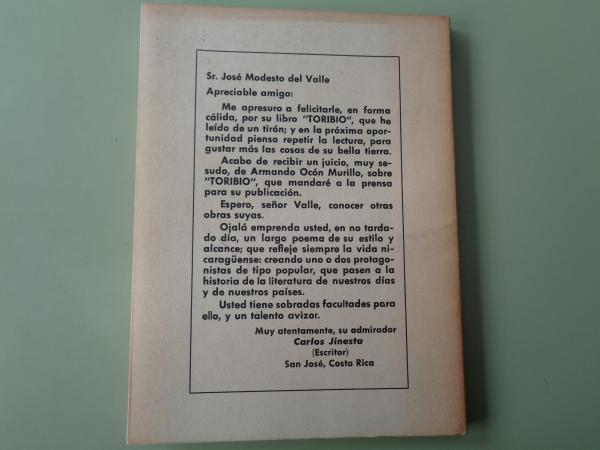 Sr. José Modesto del Valle
Apreciable amigo:
Me apresuro a felicitarle, en forma
cálida, por su libro "TORIBIO", que he
leído de un tirón; y en la próxima opor-
tunidad pienso repetir la lectura, para
gustar más las cosas de su bella tierra.
Acabo de recibir un juicio, muy se-
sudo, de Armando Ocón Murillo, sobre
"TORIBIO", que mandaré a la prensa
para su publicación.
Espero, señor Valle, conocer otras
obras suyas.
Ojalá emprenda usted, en no tarda-
do día, un largo poema de su estilo y
alcance; que refleje siempre la vida ni-
caragüense: creando uno o dos protago-
nistas de tipo popular, que pasen a la
historia de la literatura de nuestros días
y de nuestros países.
Usted tiene sobradas facultades para
ello, y un talento avizor.
Muy atentamente, su admirador
Carlos Jinesta
(Escritor)
San José, Costa Rica